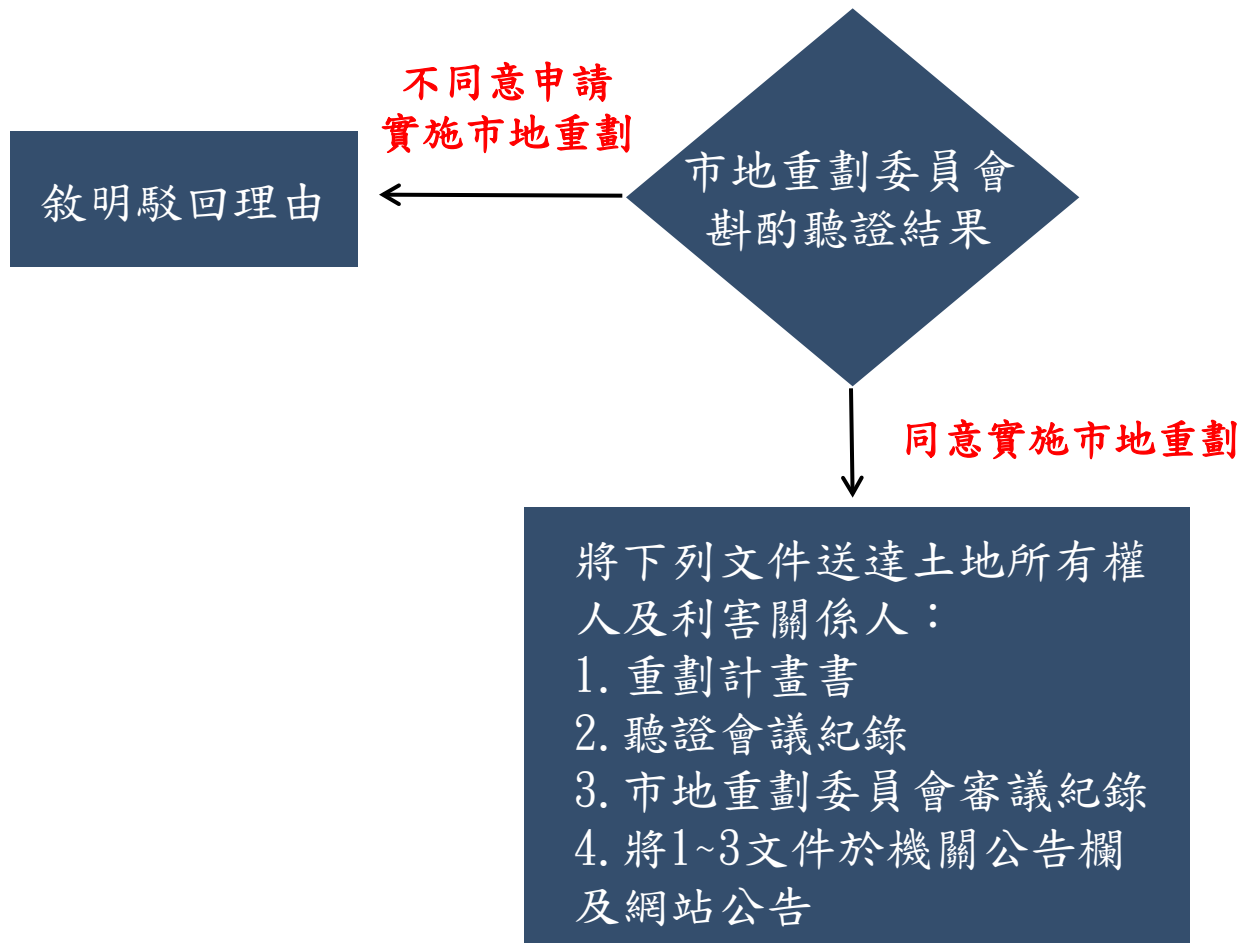 不同意申請
實施市地重劃
敘明駁回理由
市地重劃委員會
斟酌聽證結果
同意實施市地重劃
將下列文件送達土地所有權
人及利害關係人：
1.重劃計畫書
2.聽證會議紀錄
3.市地重劃委員會審議紀錄
4.將1~3文件於機關公告欄
及網站公告